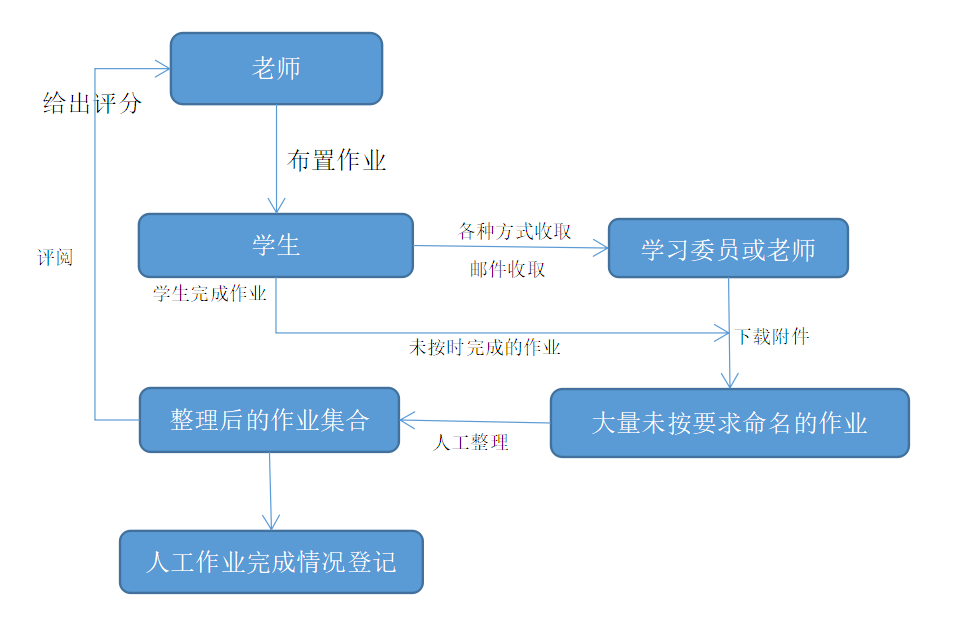 老师
给出评分
布置作业
学生
各种方式收取
邮件收取
学习委员或老师
评阅
学生完成作业
未按时完成的作业
下载附件
整理后的作业集合
人工整理
大量未按要求命名的作业
人工作业完成情况登记